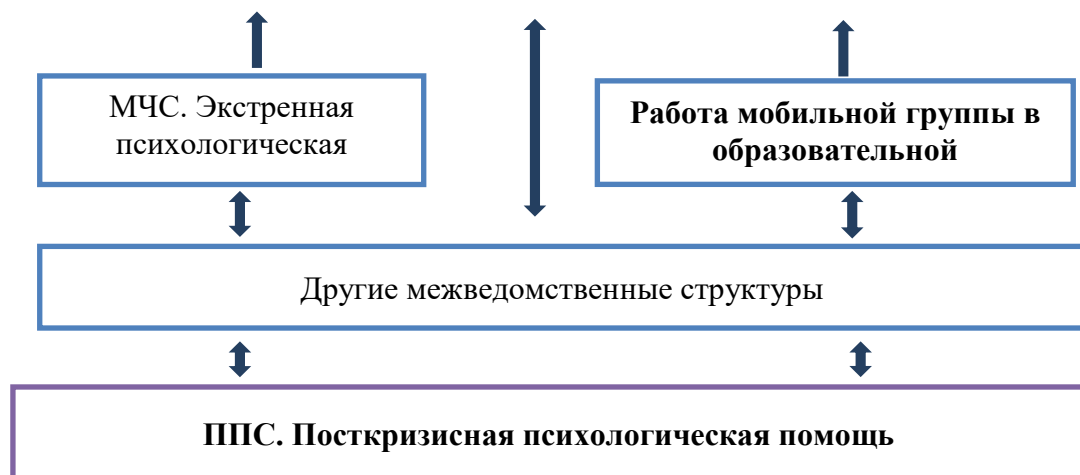 МЧС. Экстренная
психологическая
Работа мобильной группы в
образовательной
Другие межведомственные структуры
ППС. Посткризисная психологическая помощь